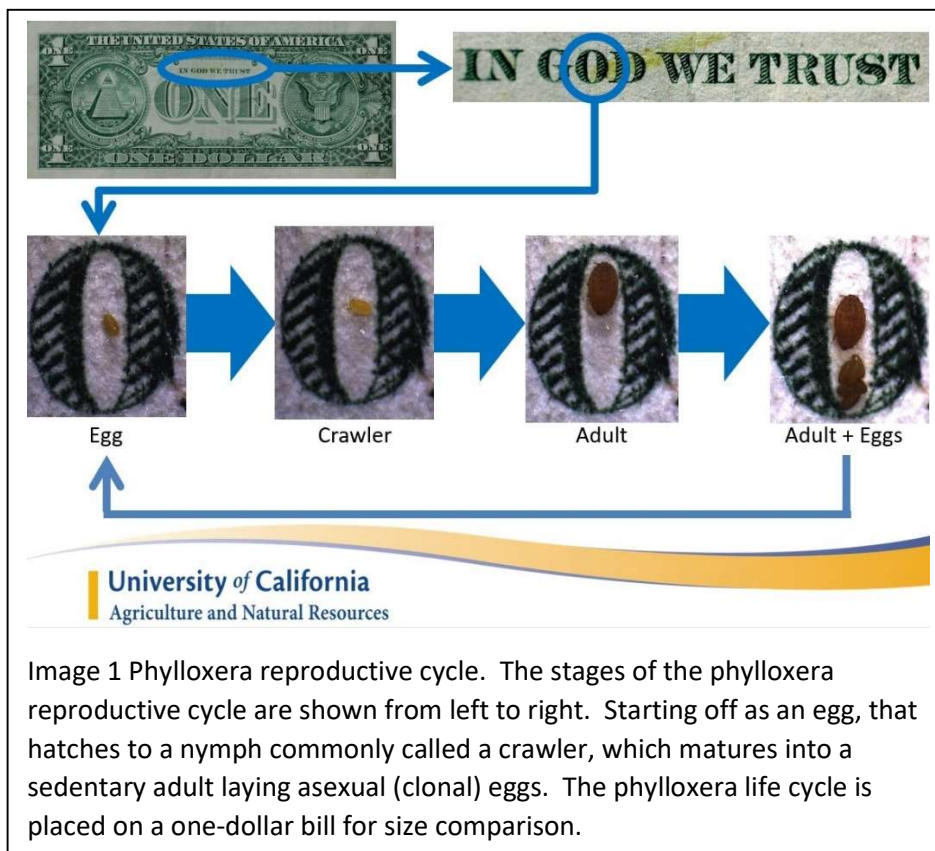 THE UNITED STATES OF AMERICA
ONE ONE
IN GOD WE TRUST
ONE
1 1
ONE DOLLAR
IN GOD WE TRUST
Egg Crawler Adult Adult + Eggs
University of California
Agriculture and Natural Resources
Image 1 Phylloxera reproductive cycle. The stages of the phylloxera
reproductive cycle are shown from left to right. Starting off as an egg, that
hatches to a nymph commonly called a crawler, which matures into a
sedentary adult laying asexual (clonal) eggs. The phylloxera life cycle is
placed on a one-dollar bill for size comparison.